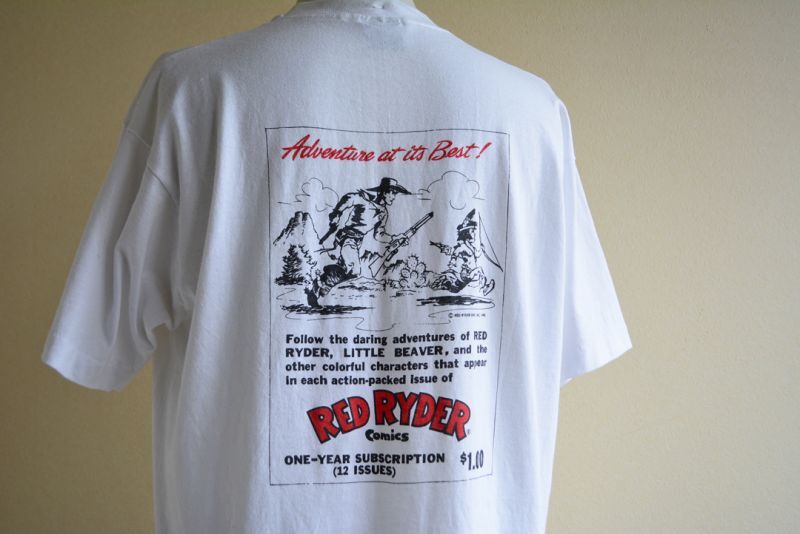 Adventure at its Best!
Follow the daring adventures of RED
RYDER, LITTLE BEAVER, and the
other colorful characters that appear
in each action-packed issue of
RED RYDER
Comics
ONE-YEAR SUBSCRIPTION $1.00
(12 ISSUES)